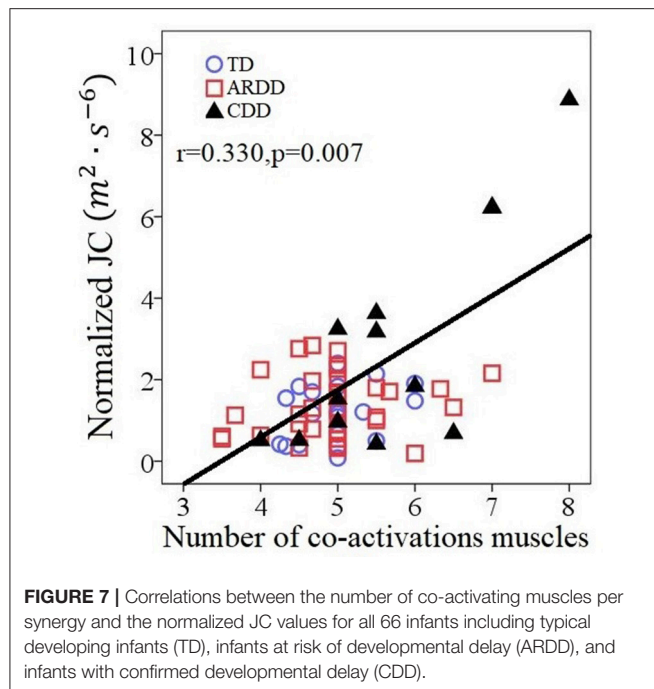 10
8
6
4
2
0
Normalized JC (m² · s⁻⁶)
TD
ARDD
CDD
r=0.330,p=0.007
3 4 5 6 7 8
Number of co-activations muscles
FIGURE 7 | Correlations between the number of co-activating muscles per
synergy and the normalized JC values for all 66 infants including typical
developing infants (TD), infants at risk of developmental delay (ARDD), and
infants with confirmed developmental delay (CDD).